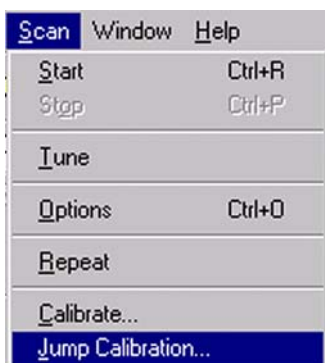 Scan Window Help
Start Ctrl+R
Stop Ctrl+P
Tune
Options Ctrl+O
Repeat
Calibrate...
Jump Calibration...